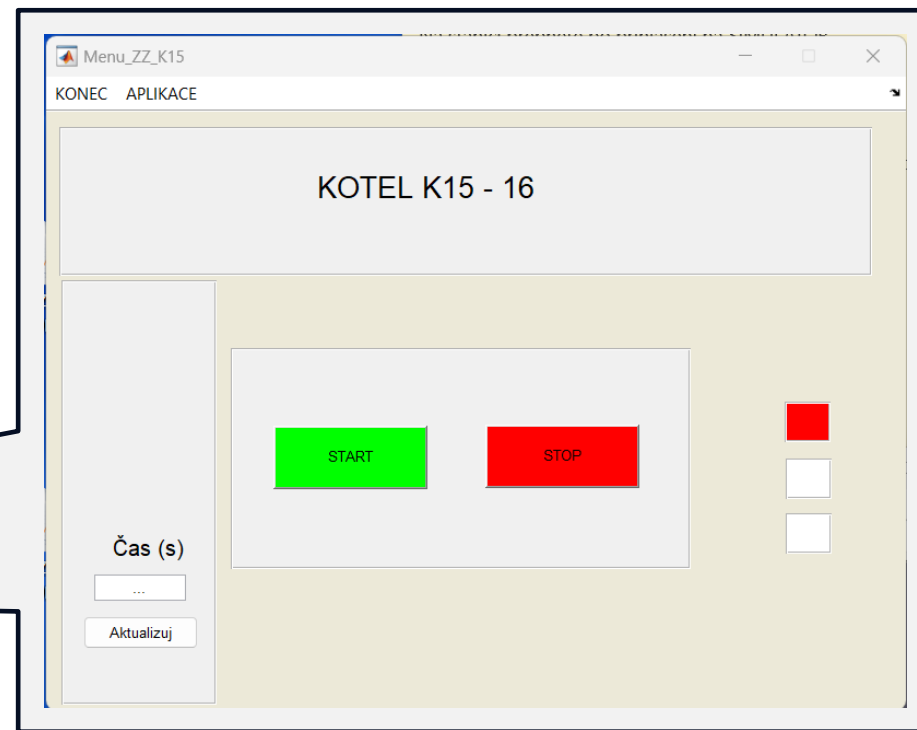 Menu_ZZ_K15
KONEC APLIKACE
KOTEL K15 - 16
START STOP
Čas (s)
...
Aktualizuj